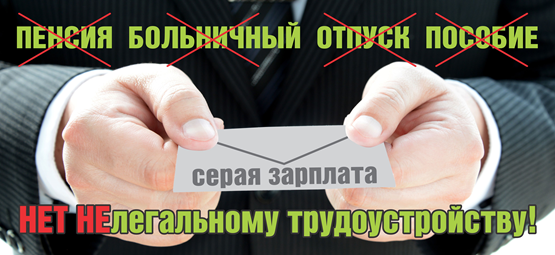 ПЕНСИЯ БОЛЬНИЧНЫЙ ОТПУСК ПОСОБИЕ
серая зарплата
НЕТ НЕлегальному трудоустройству!